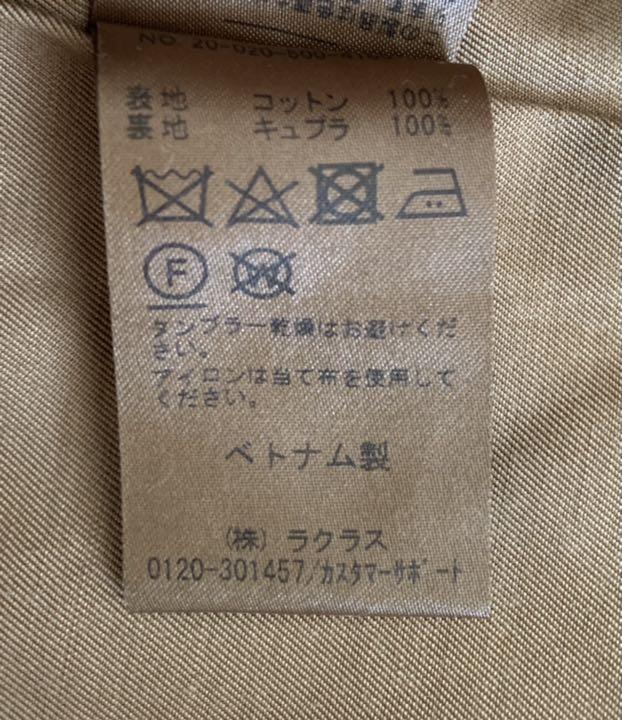 表地 コットン 100%
裏地 キュプラ 100%
F
W
タンブラー乾燥はお避けくだ
さい。
アイロンは当て布を使用して
ください。
ベトナム製
(株) ラクラス
0120-301457/カスタマーサポート